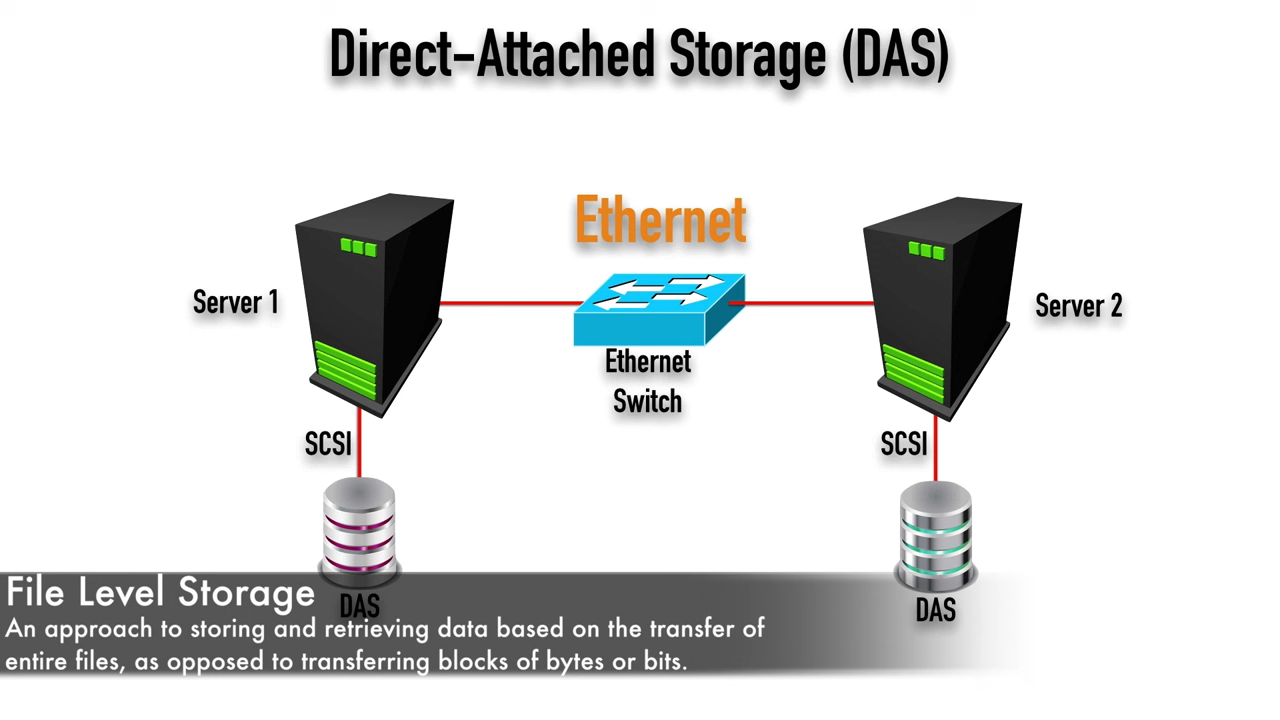 Direct-Attached Storage (DAS)
Ethernet
Server 1
Server 2
Ethernet
Switch
SCSI
SCSI
DAS
DAS
File Level Storage
An approach to storing and retrieving data based on the transfer of
entire files, as opposed to transferring blocks of bytes or bits.